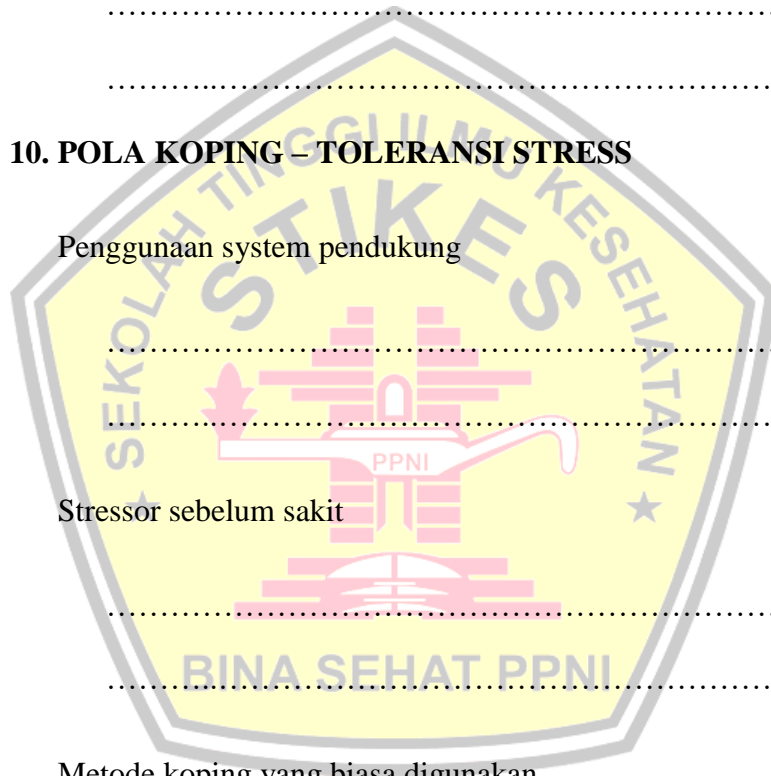 ………………………………………………………
………..………………………………………………
10. POLA KOPING – TOLERANSI STRESS
Penggunaan system pendukung
………………………………………………………
………..………………………………………………
Stressor sebelum sakit
………………………………………………………
………..………………………………………………
Metode koping yang biasa digunakan
SEKOLAH TINGGI ILMU KESEHATAN
STIKES
PPNI
BINA SEHAT PPNI